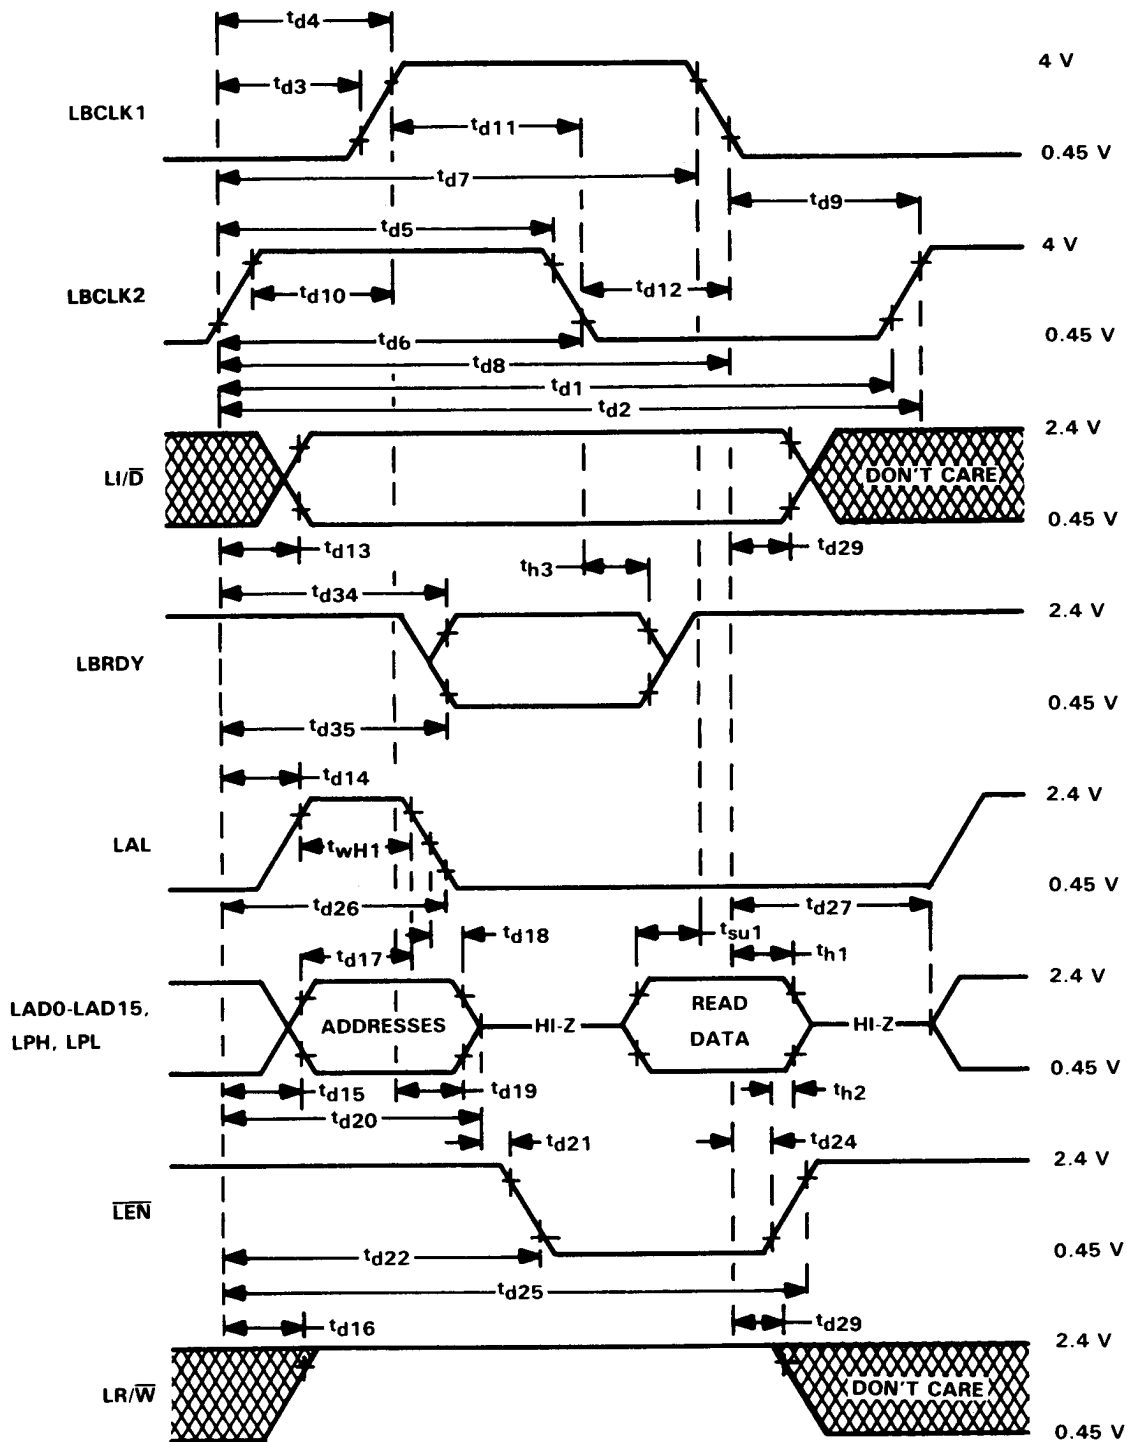 td4
4 V
td3
LBCLK1
td11
0.45 V
td7
td9
td5
4 V
LBCLK2
td10
td12
0.45 V
td6
td8
td1
td2
2.4 V
LI/D̅
DON'T CARE
0.45 V
td13
th3
td29
td34
2.4 V
LBRDY
0.45 V
td35
td14
2.4 V
LAL
twH1
0.45 V
td26
td27
td18
tsu1
td17
th1
2.4 V
LAD0-LAD15,
LPH, LPL
ADDRESSES
HI-Z
READ
DATA
HI-Z
0.45 V
td15
td19
th2
td20
td21
td24
2.4 V
L̅E̅N̅
0.45 V
td22
td25
td16
td29
2.4 V
LR/W̅
DON'T CARE
0.45 V